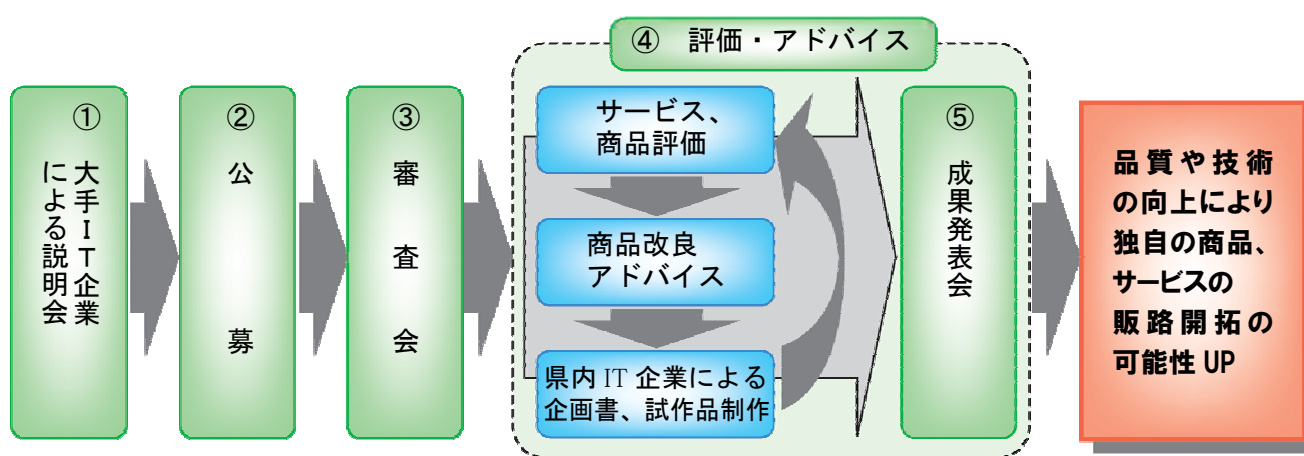 ④ 評価・アドバイス
①
大手IT企業
による説明会
②
公募
③
審査会
サービス、
商品評価
商品改良
アドバイス
県内 IT 企業による
企画書、試作品制作
⑤
成果発表会
品質や技術
の向上により
独自の商品、
サービスの
販路開拓の
可能性 UP